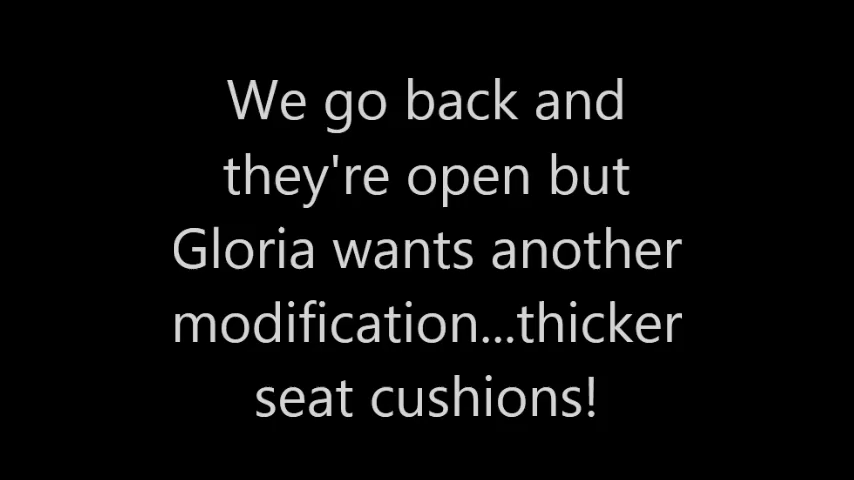 We go back and
they're open but
Gloria wants another
modification...thicker
seat cushions!